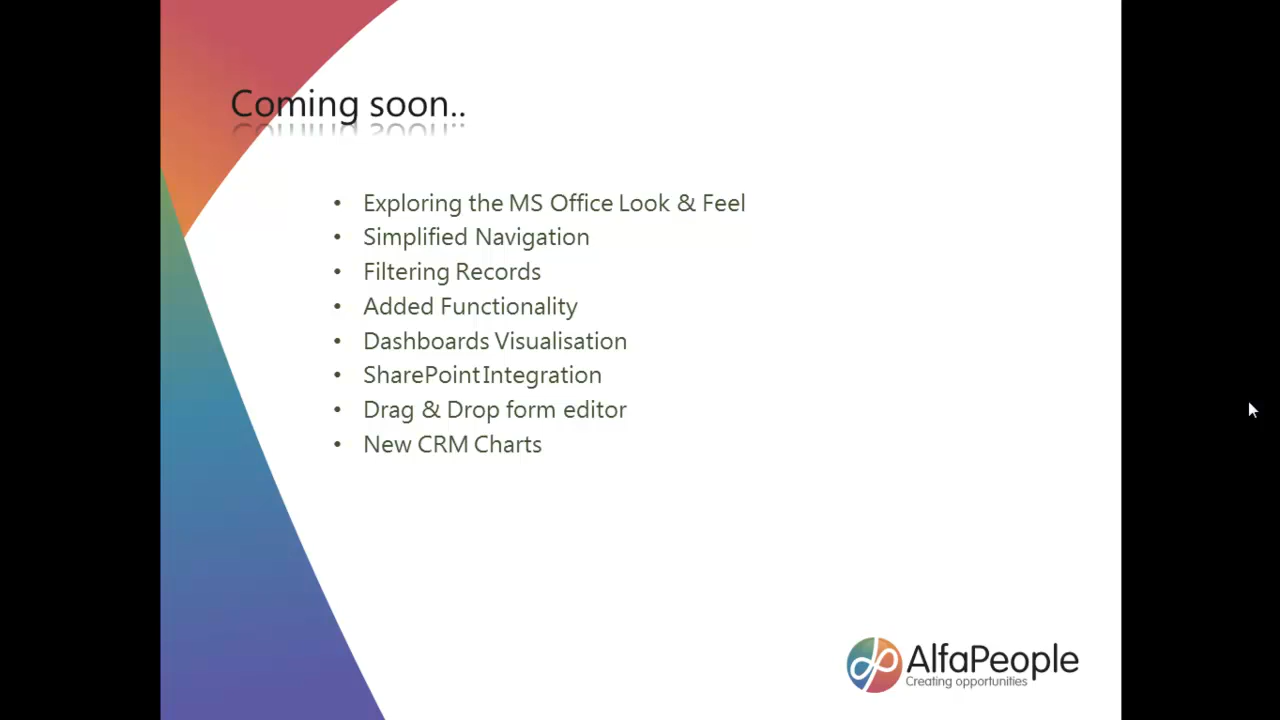 Coming soon..
• Exploring the MS Office Look & Feel
• Simplified Navigation
• Filtering Records
• Added Functionality
• Dashboards Visualisation
• SharePoint Integration
• Drag & Drop form editor
• New CRM Charts
AlfaPeople
Creating opportunities